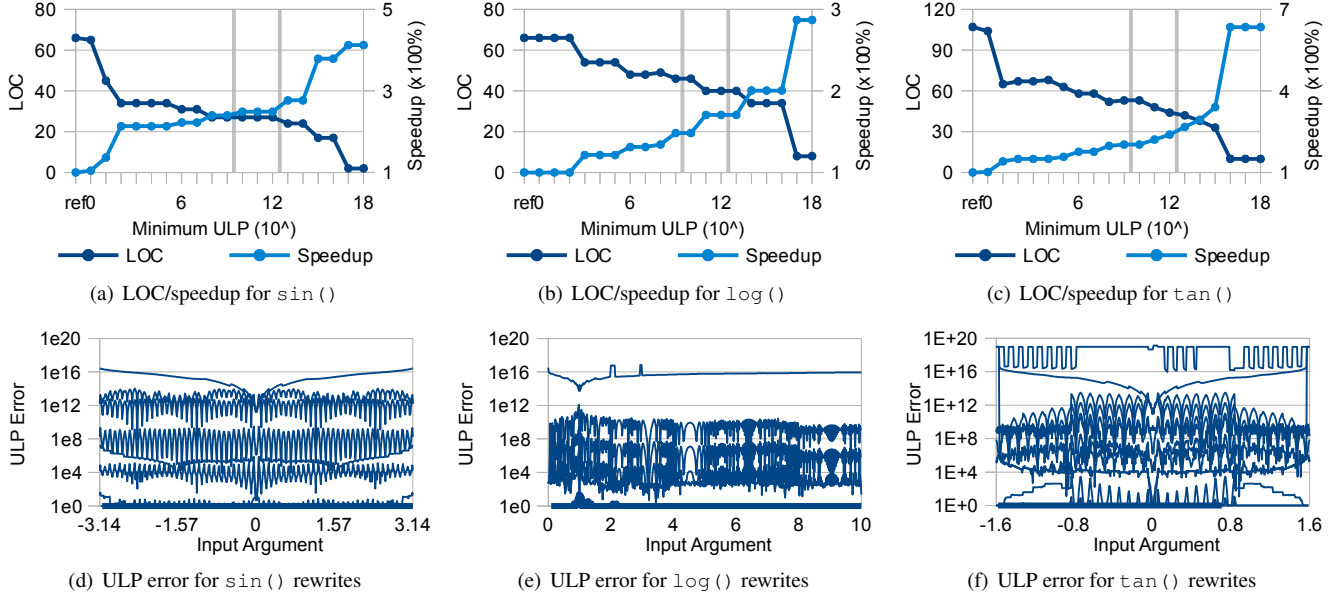 80
60
40
20
0
LOC
5
3
1
Speedup (x100%)
ref0
6
12
18
Minimum ULP (10^)
LOC
Speedup
(a) LOC/speedup for sin()
80
60
40
20
0
LOC
3
2
1
Speedup (x100%)
ref0
6
12
18
Minimum ULP (10^)
LOC
Speedup
(b) LOC/speedup for log()
120
90
60
30
0
LOC
7
4
1
Speedup (x100%)
ref0
6
12
18
Minimum ULP (10^)
LOC
Speedup
(c) LOC/speedup for tan()
1e20
1e16
1e12
1e8
1e4
1e0
ULP Error
-3.14
-1.57
0
1.57
3.14
Input Argument
(d) ULP error for sin() rewrites
1e20
1e16
1e12
1e8
1e4
1e0
ULP Error
0
2
4
6
8
10
Input Argument
(e) ULP error for log() rewrites
1E+20
1E+16
1E+12
1E+8
1E+4
1E+0
ULP Error
-1.6
-0.8
0
0.8
1.6
Input Argument
(f) ULP error for tan() rewrites